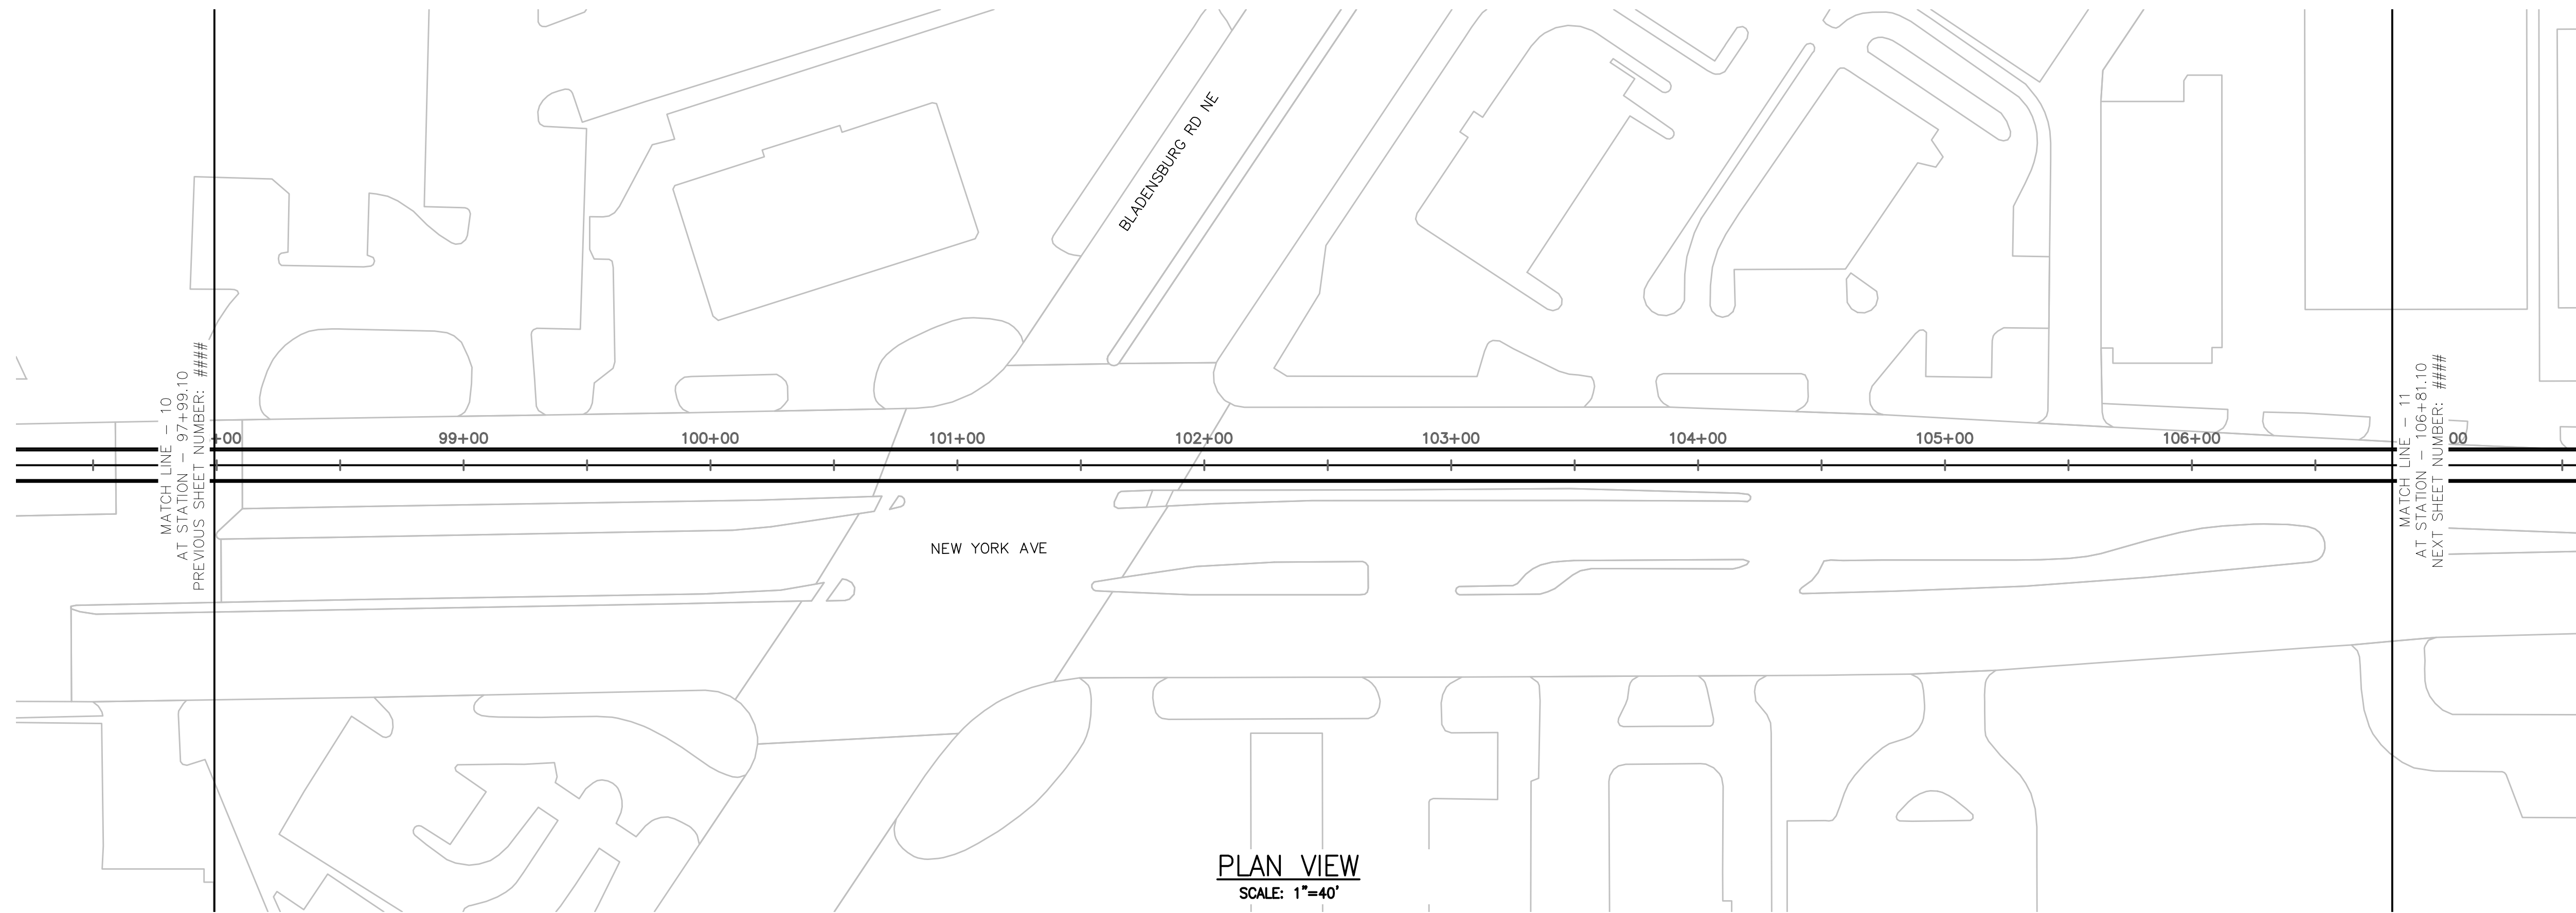 BLADENSBURG RD NE
MATCH LINE - 10
AT STATION - 97+99.10
PREVIOUS SHEET NUMBER: ####
+00
99+00
100+00
101+00
102+00
103+00
104+00
105+00
106+00
00
MATCH LINE - 11
AT STATION - 106+81.10
NEXT SHEET NUMBER: ####
NEW YORK AVE
PLAN VIEW
SCALE: 1"=40'